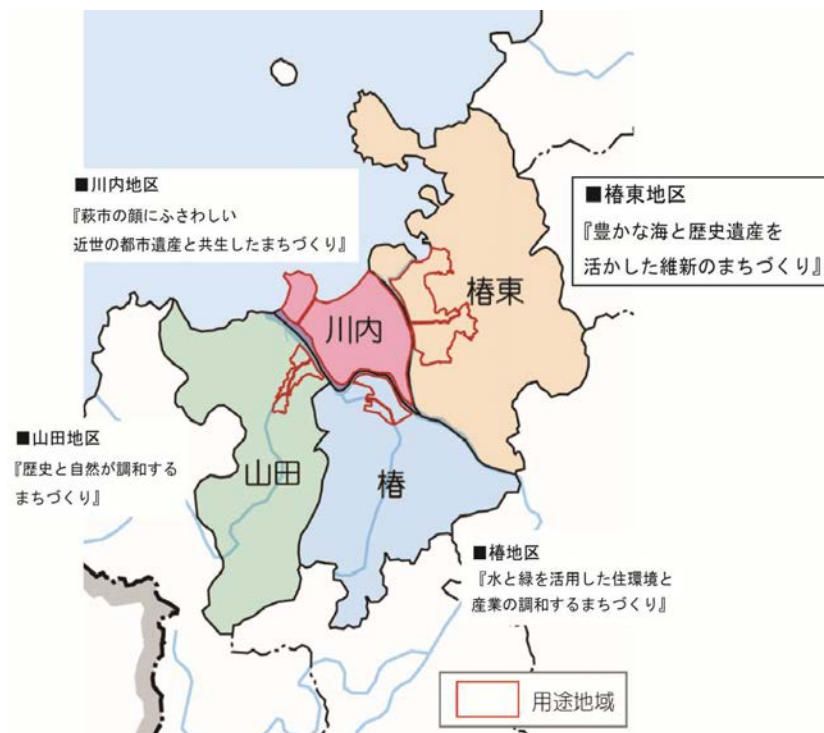 ■川内地区
『萩市の顔にふさわしい
近世の都市遺産と共生したまちづくり』
■椿東地区
『豊かな海と歴史遺産を
活かした維新のまちづくり』
椿東
川内
■山田地区
『歴史と自然が調和する
まちづくり』
山田
椿
■椿地区
『水と緑を活用した住環境と
産業の調和するまちづくり』
用途地域